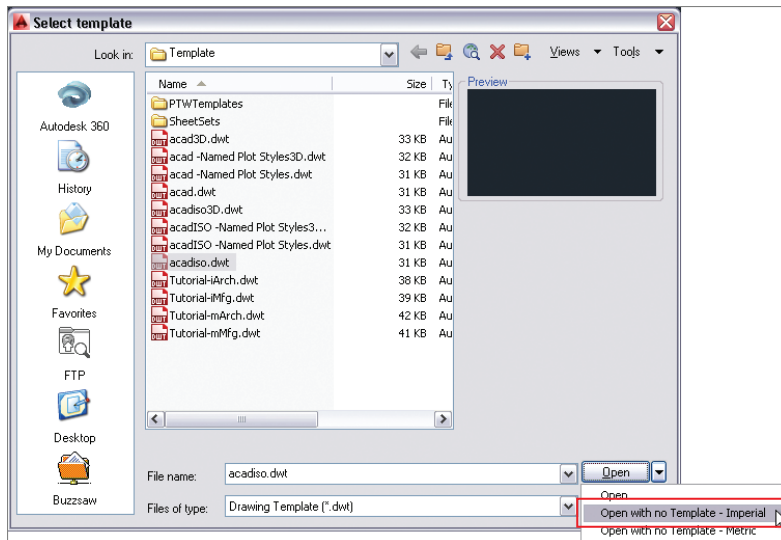 Select template
Look in:
Template
Views
Tools
Autodesk 360
History
My Documents
Favorites
FTP
Desktop
Buzzsaw
Name Size Ty
PTWTemplates File
SheetSets File
acad3D.dwt 33 KB Au
acad -Named Plot Styles3D.dwt 32 KB Au
acad -Named Plot Styles.dwt 31 KB Au
acad.dwt 31 KB Au
acadiso3D.dwt 33 KB Au
acadISO -Named Plot Styles3... 32 KB Au
acadISO -Named Plot Styles.dwt 31 KB Au
acadiso.dwt 31 KB Au
Tutorial-iArch.dwt 38 KB Au
Tutorial-iMfg.dwt 39 KB Au
Tutorial-mArch.dwt 42 KB Au
Tutorial-mMfg.dwt 41 KB Au
Preview
File name: acadiso.dwt Open
Files of type: Drawing Template (*.dwt)
Open
Open with no Template - Imperial
Open with no Template - Metric